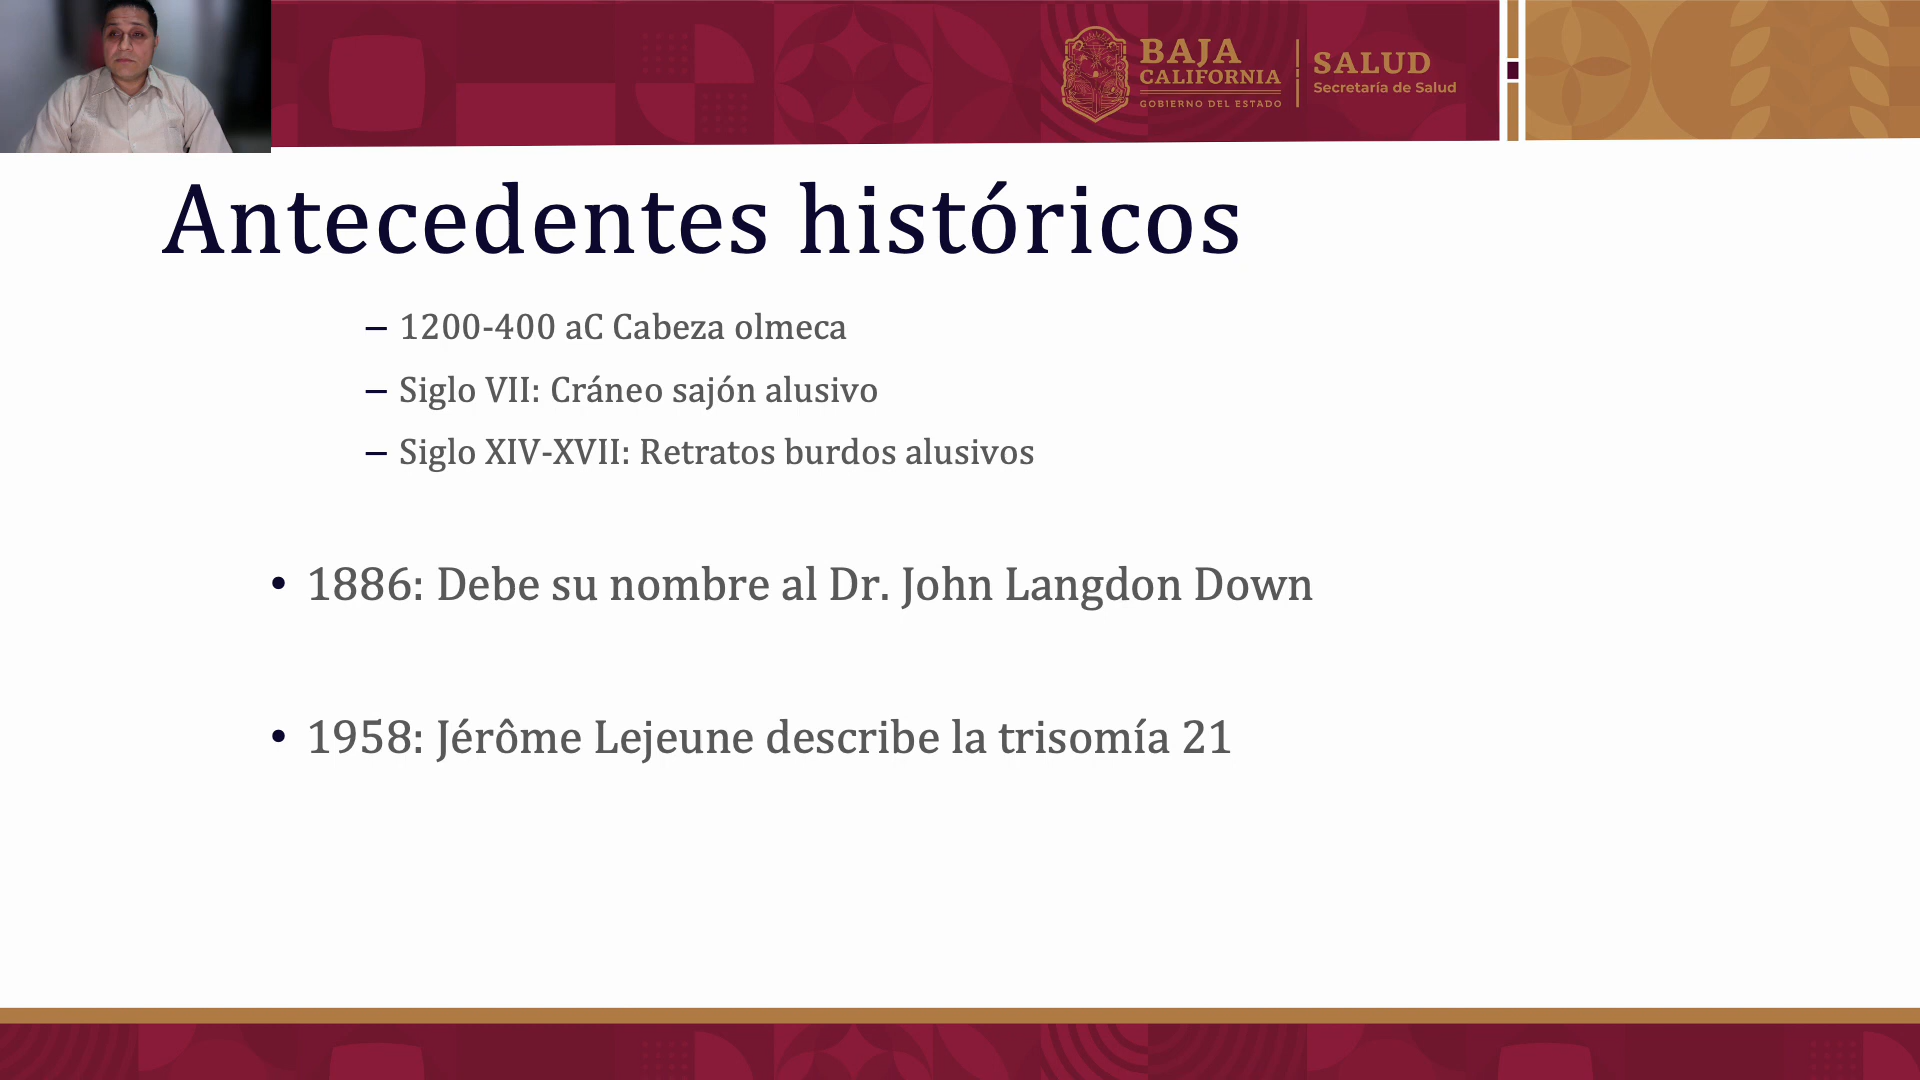 BAJA
CALIFORNIA
GOBIERNO DEL ESTADO
SALUD
Secretaría de Salud
Antecedentes históricos
– 1200-400 aC Cabeza olmeca
– Siglo VII: Cráneo sajón alusivo
– Siglo XIV-XVII: Retratos burdos alusivos
• 1886: Debe su nombre al Dr. John Langdon Down
• 1958: Jérôme Lejeune describe la trisomía 21